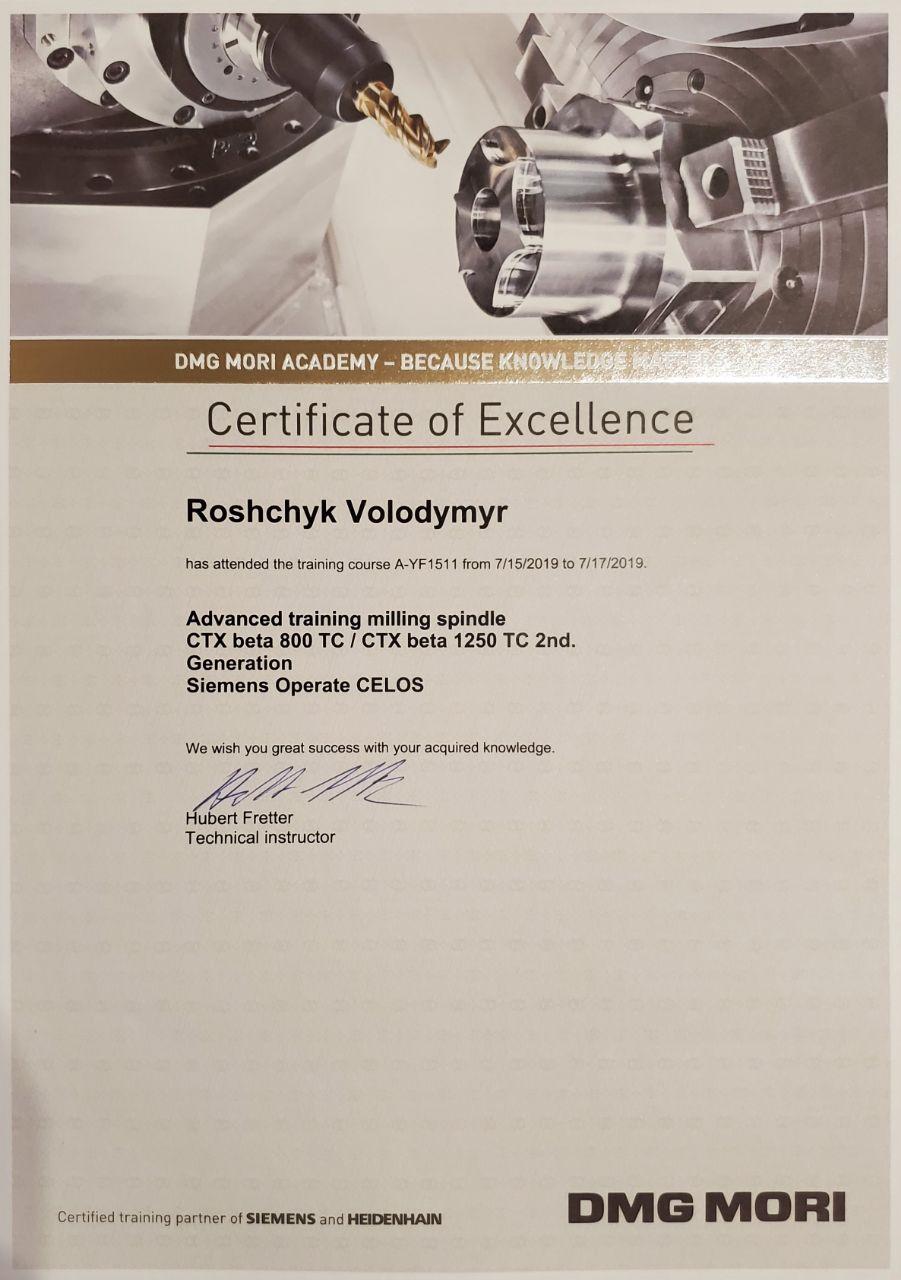 DMG MORI ACADEMY – BECAUSE KNOWLEDGE MATTERS
Certificate of Excellence
Roshchyk Volodymyr
has attended the training course A-YF1511 from 7/15/2019 to 7/17/2019.
Advanced training milling spindle
CTX beta 800 TC / CTX beta 1250 TC 2nd.
Generation
Siemens Operate CELOS
We wish you great success with your acquired knowledge.
Hubert Fretter
Technical instructor
Certified training partner of SIEMENS and HEIDENHAIN
DMG MORI